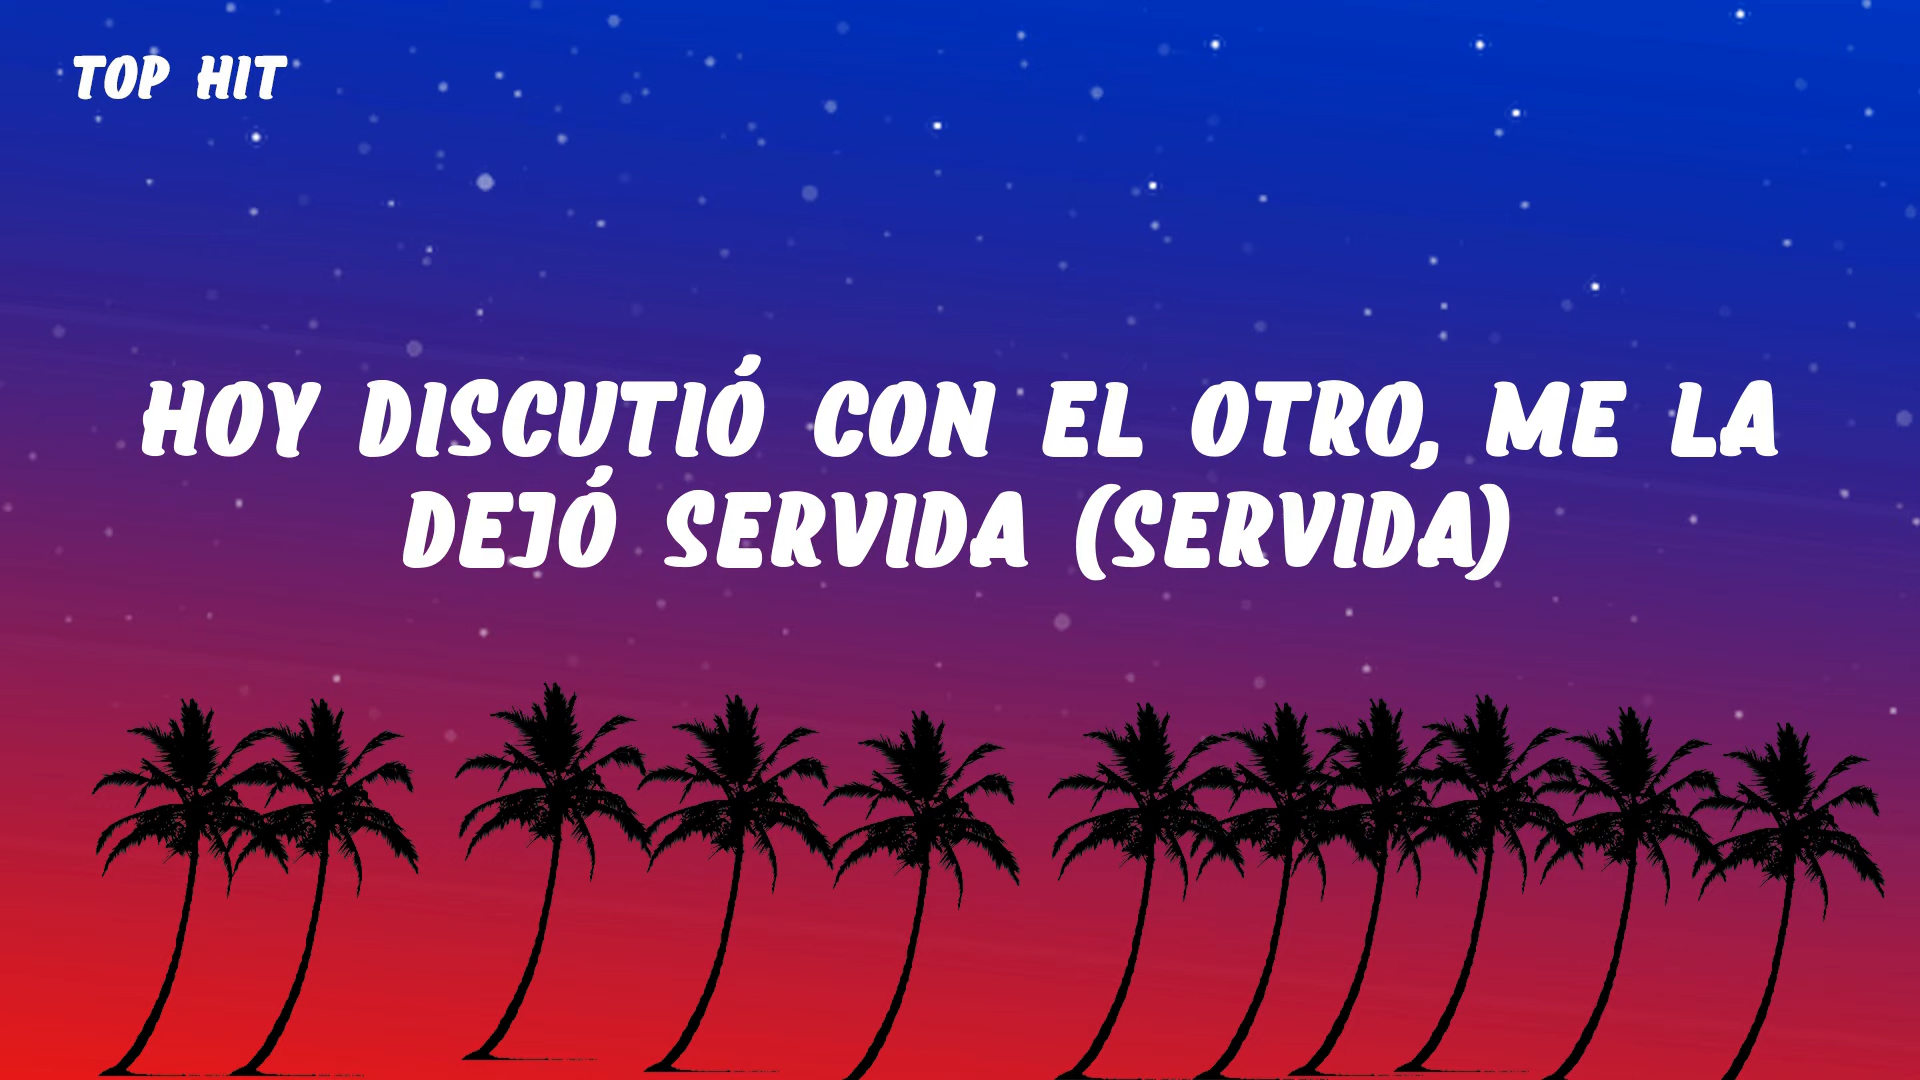 TOP HIT
HOY DISCUTIÓ CON EL OTRO, ME LA
DEJÓ SERVIDA (SERVIDA)